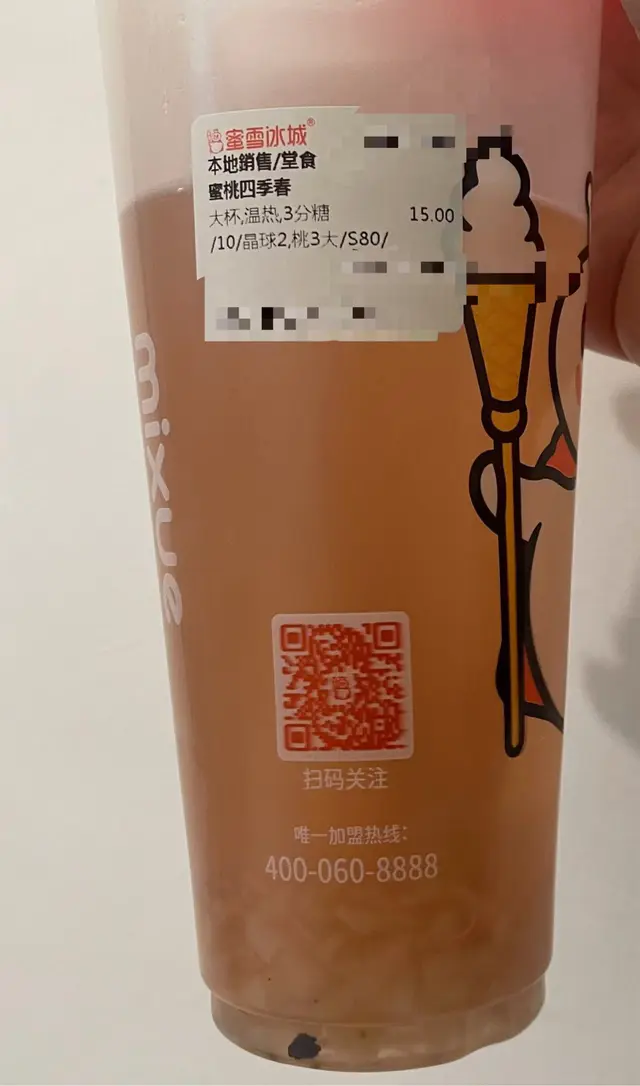 蜜雪冰城®
本地銷售/堂食
蜜桃四季春
大杯,温热,3分糖 15.00
/10/晶球2,桃3大/S80/
mixue
扫码关注
唯一加盟热线:
400-060-8888